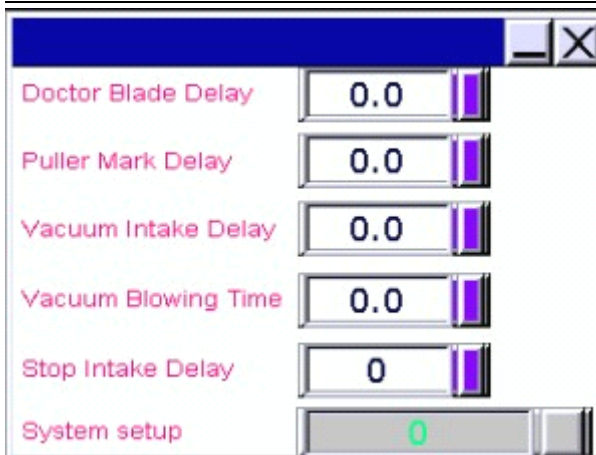 Doctor Blade Delay 0.0
Puller Mark Delay 0.0
Vacuum Intake Delay 0.0
Vacuum Blowing Time 0.0
Stop Intake Delay 0
System setup 0